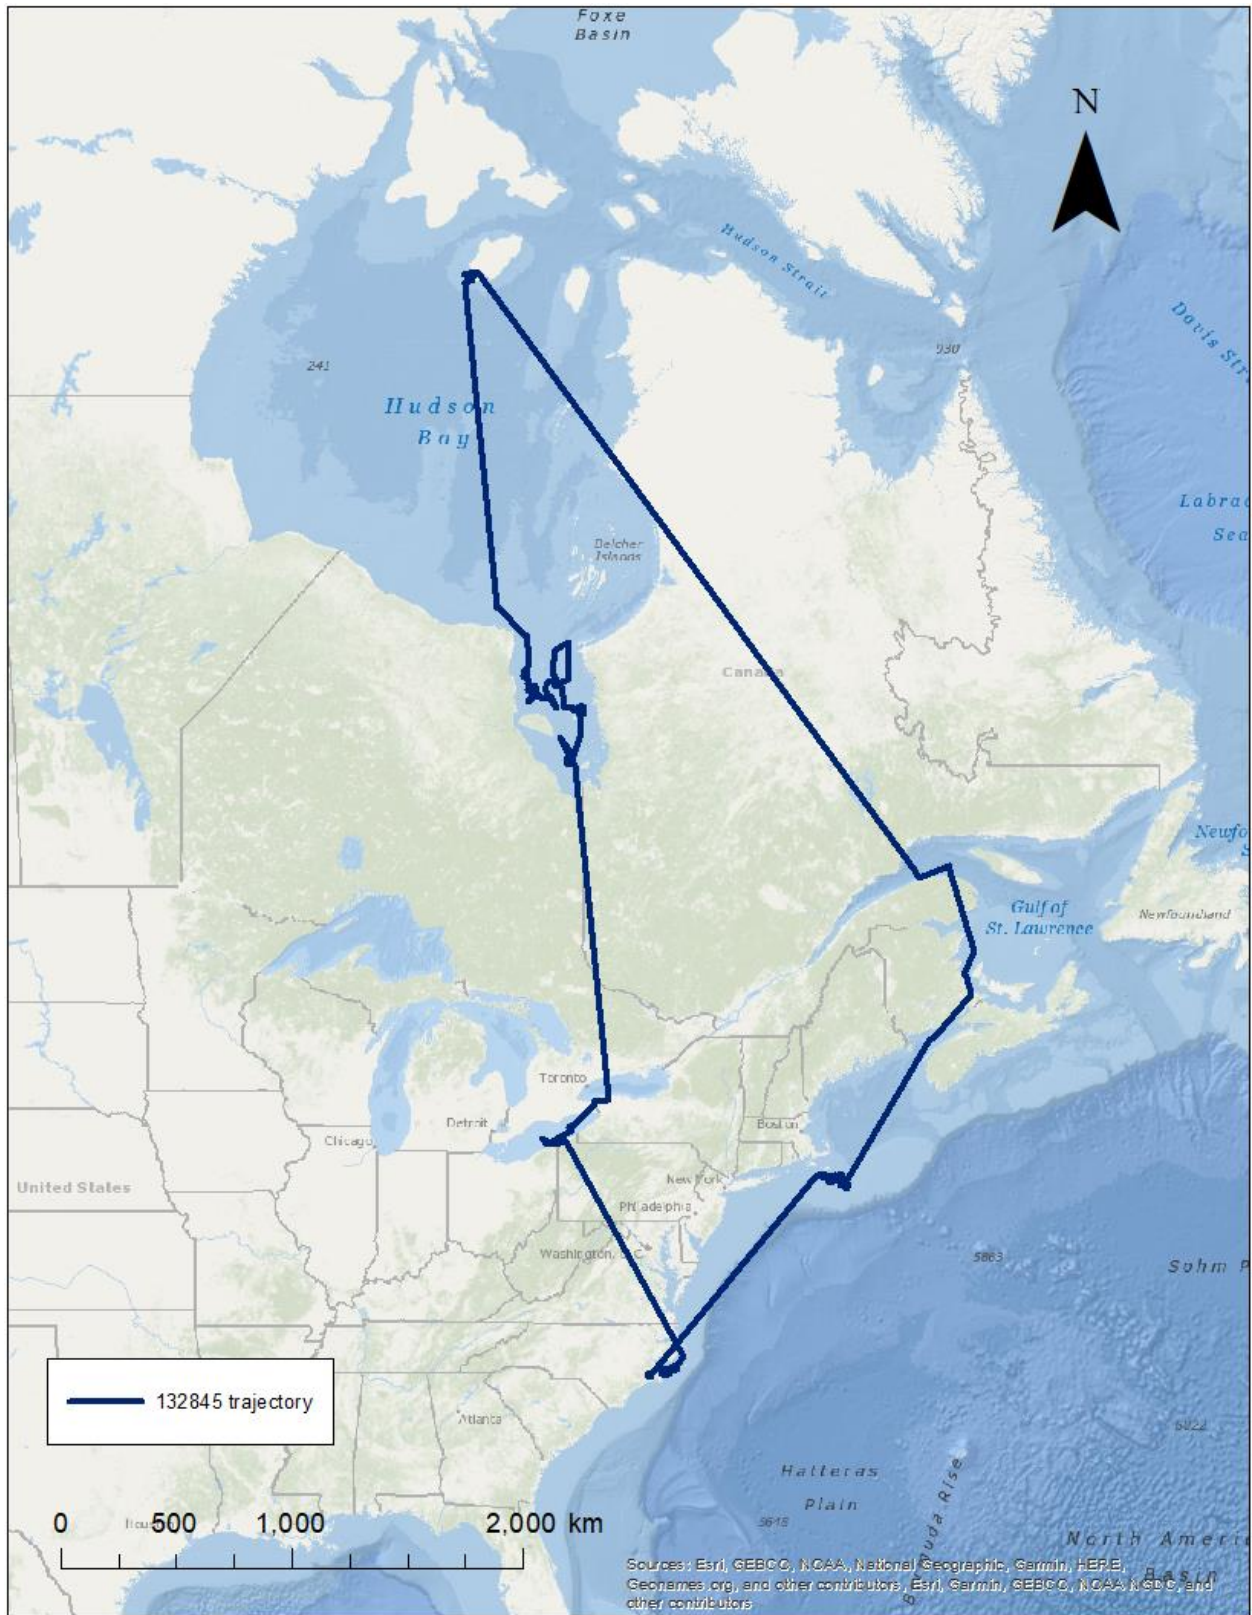 Foxe
Basin
N
Hudson Strait
Davis Str
241
930
Hudson
Bay
Labrad
Sea
Belcher
Islands
Canada
Newfo
S
Gulf of
St. Lawrence
Newfoundland
Toronto
Detroit
Boston
Chicago
New York
United States
Philadelphia
Washington, D.C.
5863
Sohm P
132845 trajectory
Atlanta
6022
Hatteras
Plain
Bermuda Rise
0 500 1,000 2,000 km
Houston
North Ameri
Basin
Sources: Esri, GEBCO, NOAA, National Geographic, Garmin, HERE,
Geonames.org, and other contributors, Esri, Garmin, GEBCO, NOAA NGDC, and
other contributors